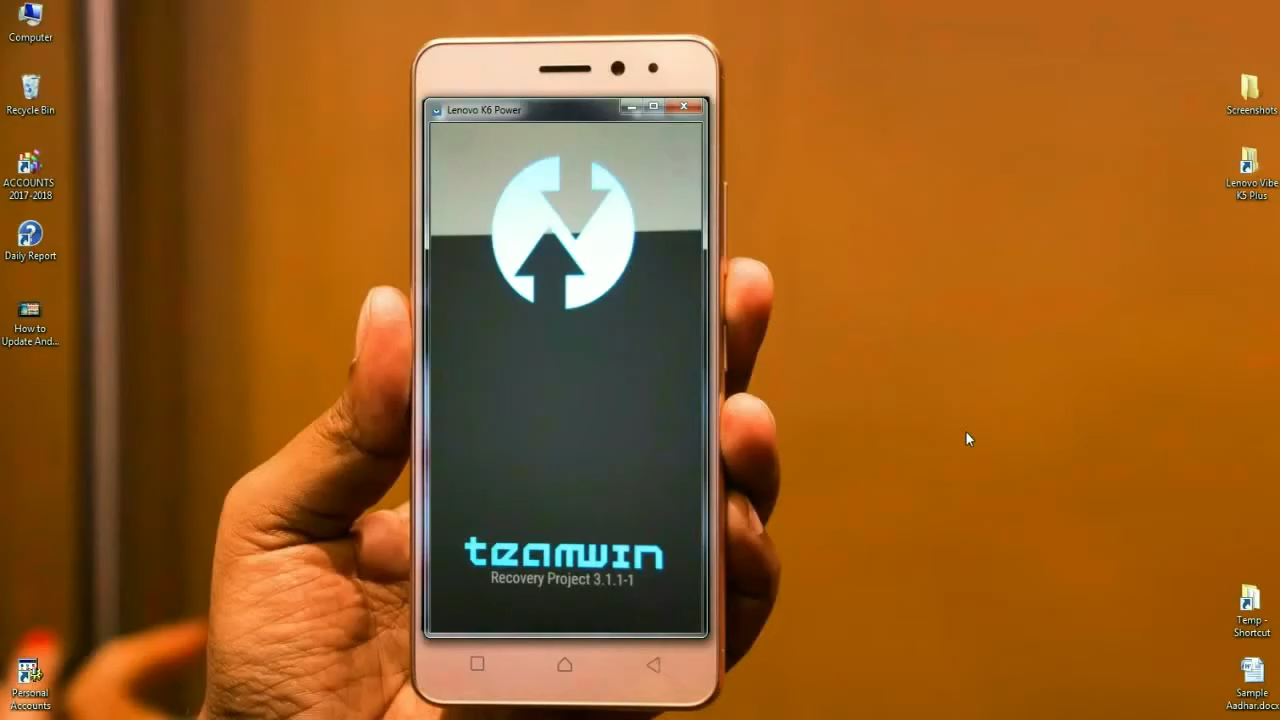 Computer
Recycle Bin
ACCOUNTS
2017-2018
Daily Report
How to
Update And...
Personal
Accounts
Lenovo K6 Power
teamwin
Recovery Project 3.1.1-1
Screenshots
Lenovo Vibe
K5 Plus
Temp -
Shortcut
Sample
Aadhar.docx